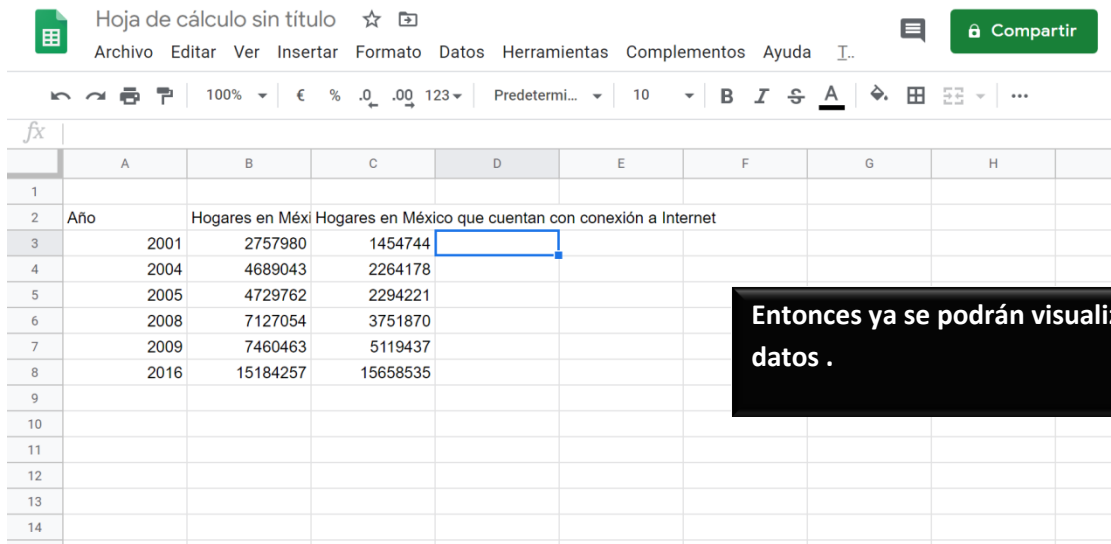 Hoja de cálculo sin título
Archivo Editar Ver Insertar Formato Datos Herramientas Complementos Ayuda T..
Compartir
100% € % .0 .00 123 Predetermi... 10 B I S A ...
fx
A B C D E F G H
1
2 Año Hogares en Méxi Hogares en México que cuentan con conexión a Internet
3 2001 2757980 1454744
4 2004 4689043 2264178
5 2005 4729762 2294221
6 2008 7127054 3751870
7 2009 7460463 5119437
8 2016 15184257 15658535
9
10
11
12
13
14
Entonces ya se podrán visuali
datos .